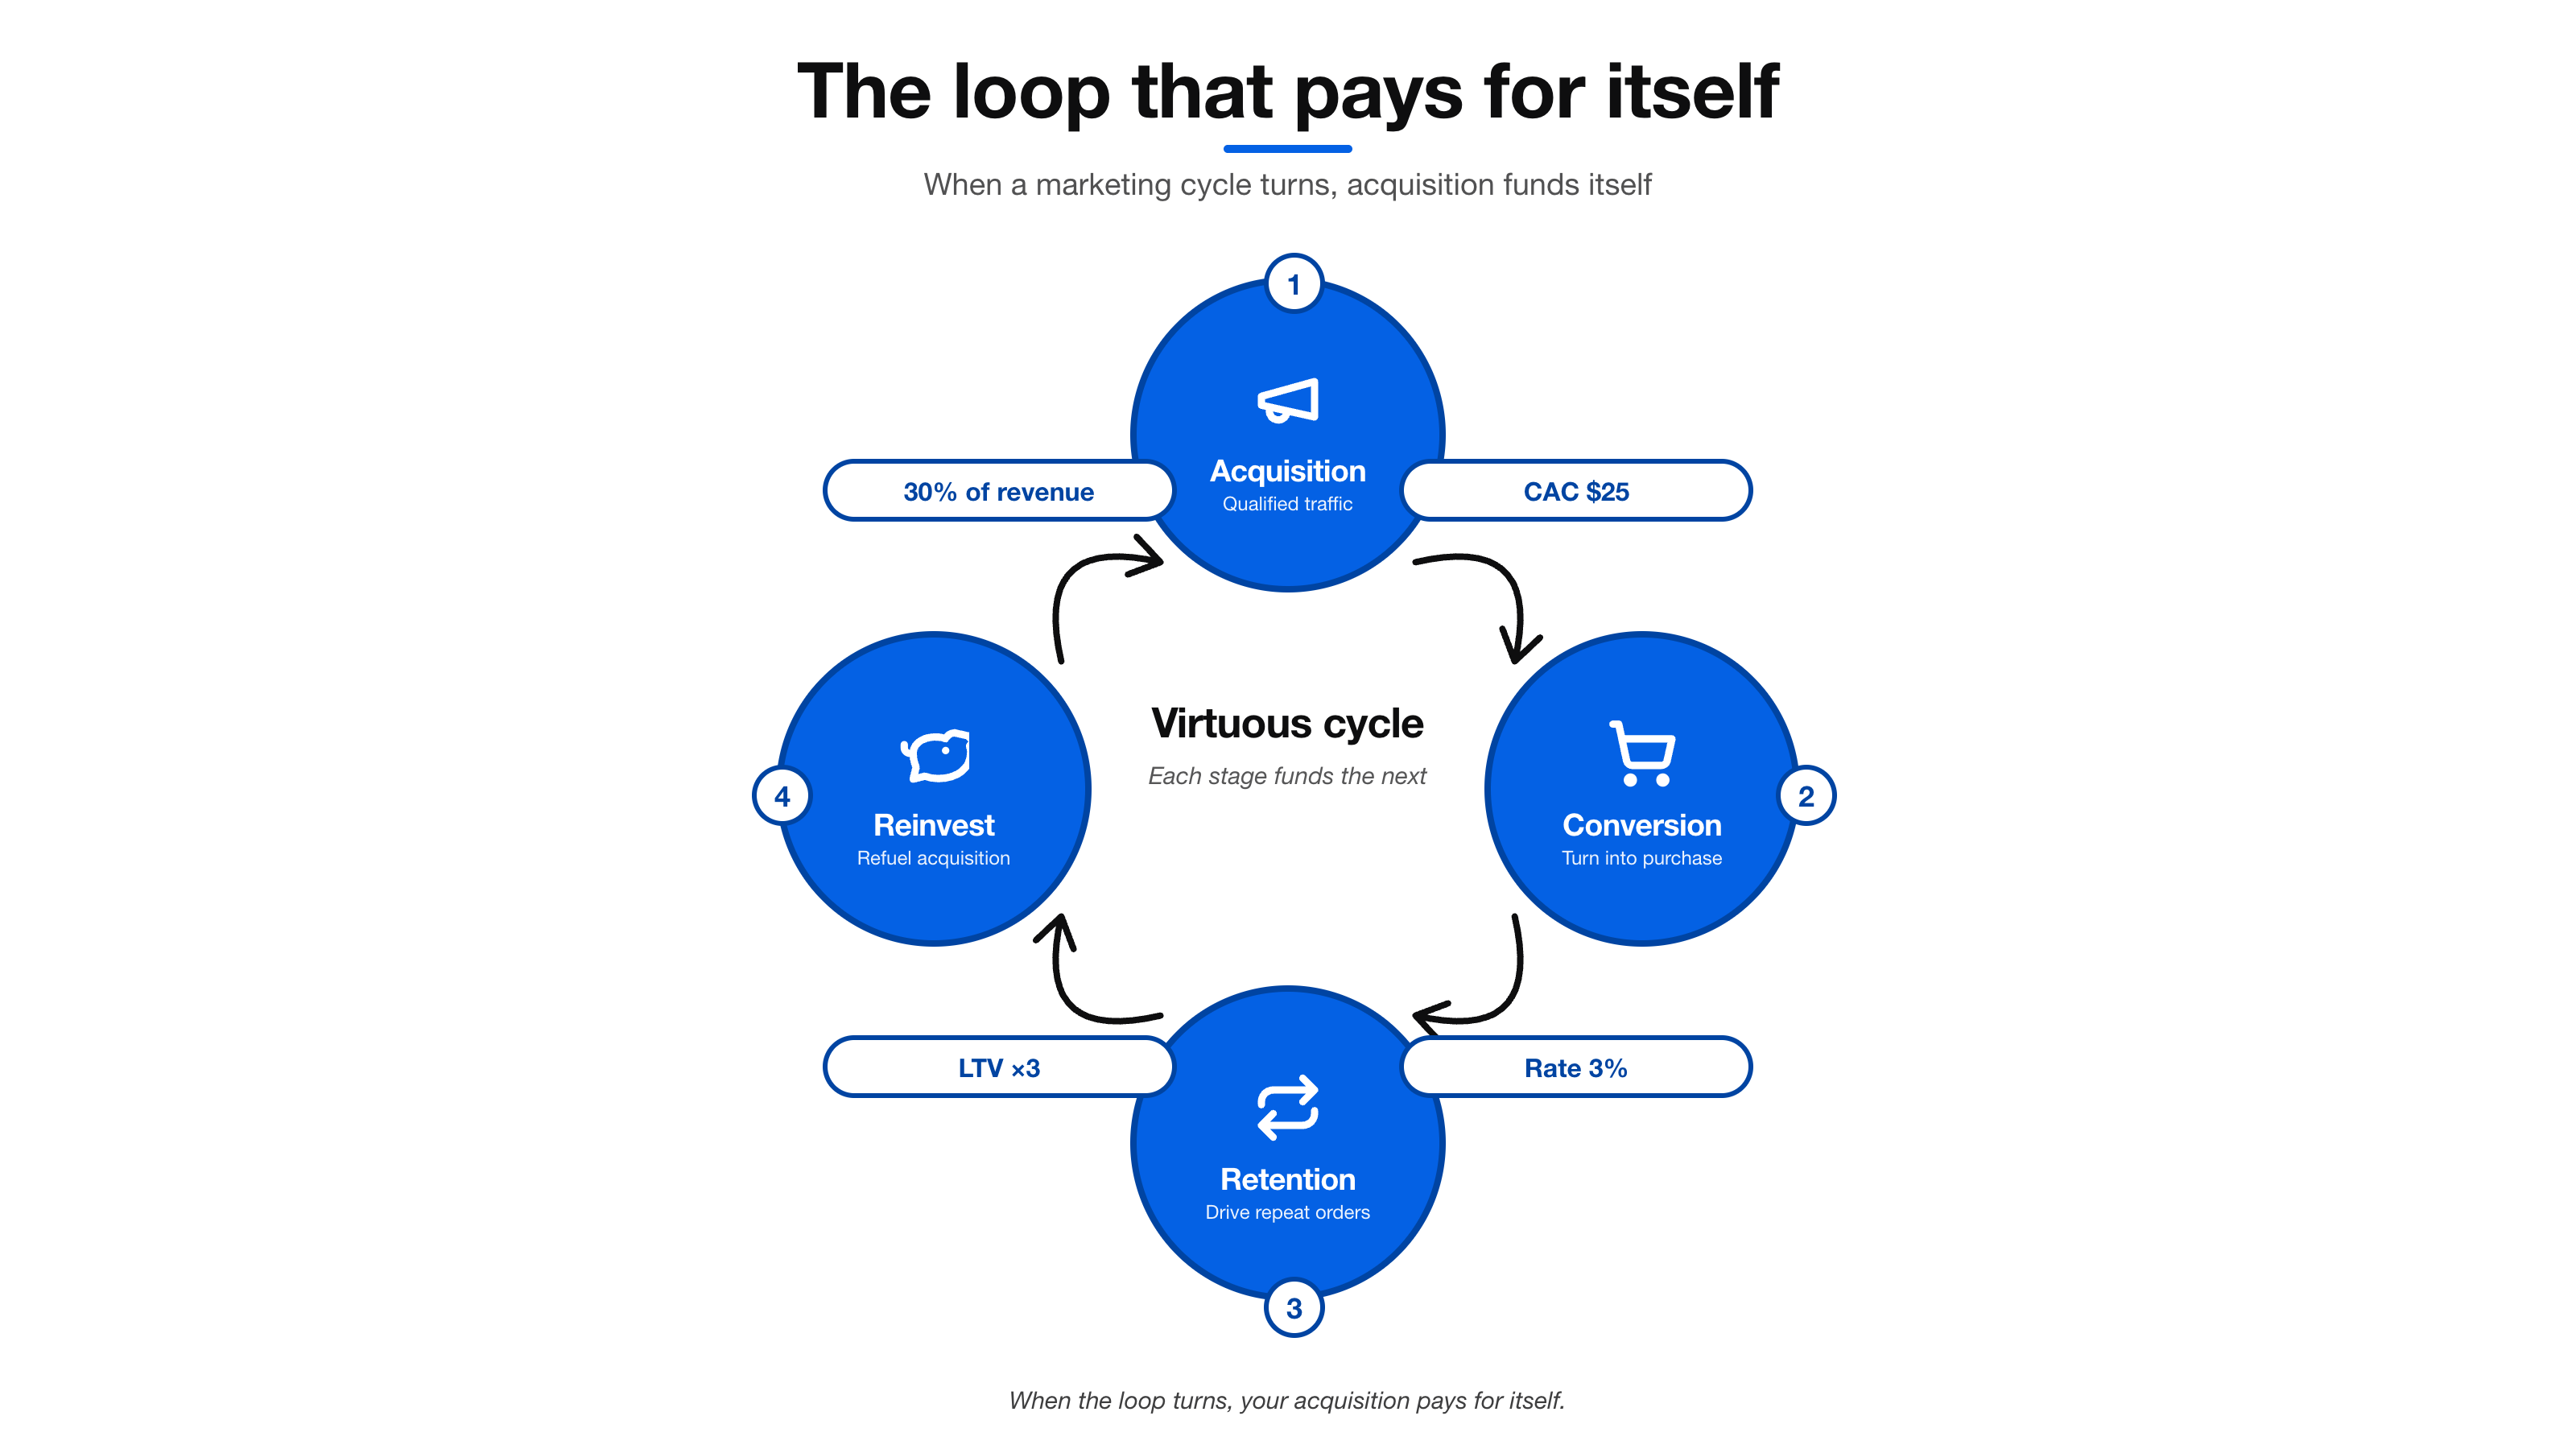 The loop that pays for itself
When a marketing cycle turns, acquisition funds itself
1
Acquisition
Qualified traffic
30% of revenue
CAC $25
Virtuous cycle
Each stage funds the next
4
Reinvest
Refuel acquisition
Conversion
Turn into purchase
2
LTV ×3
Rate 3%
Retention
Drive repeat orders
3
When the loop turns, your acquisition pays for itself.